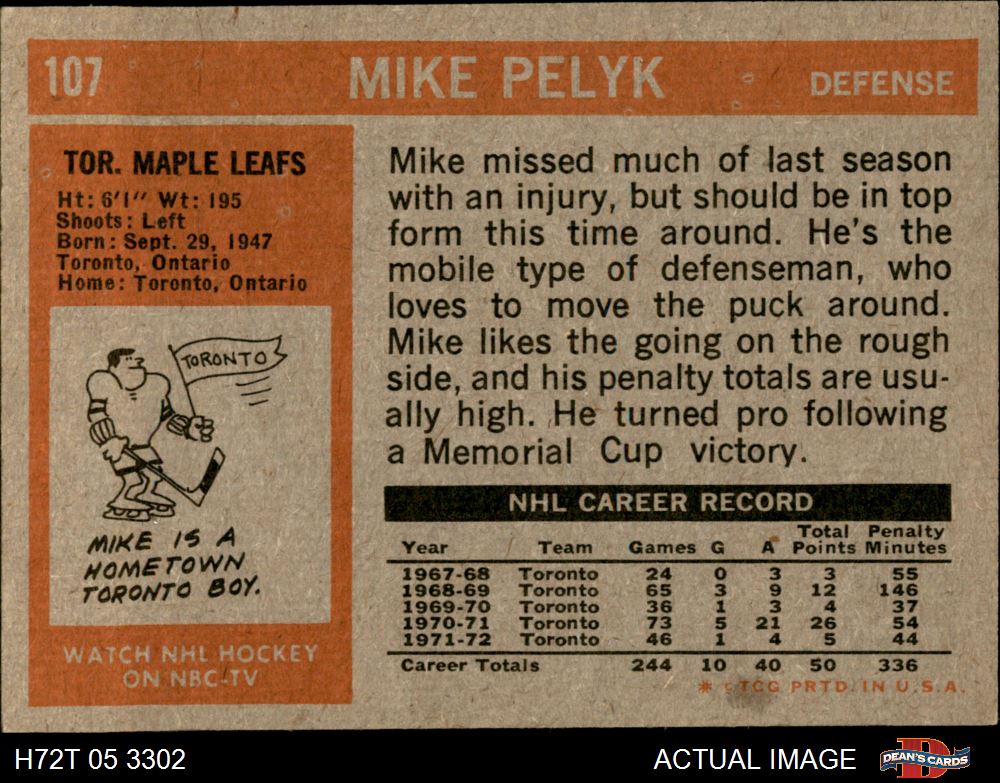 107 MIKE PELYK DEFENSE
TOR. MAPLE LEAFS
Ht: 6'1" Wt: 195
Shoots: Left
Born: Sept. 29, 1947
Toronto, Ontario
Home: Toronto, Ontario
TORONTO
MIKE IS A
HOMETOWN
TORONTO BOY.
WATCH NHL HOCKEY
ON NBC-TV
Mike missed much of last season
with an injury, but should be in top
form this time around. He's the
mobile type of defenseman, who
loves to move the puck around.
Mike likes the going on the rough
side, and his penalty totals are usu-
ally high. He turned pro following
a Memorial Cup victory.
NHL CAREER RECORD
Year Team Games G A Total Points Penalty Minutes
1967-68 Toronto 24 0 3 3 55
1968-69 Toronto 65 3 9 12 146
1969-70 Toronto 36 1 3 4 37
1970-71 Toronto 73 5 21 26 54
1971-72 Toronto 46 1 4 5 44
Career Totals 244 10 40 50 336
* © TCG PRTD. IN U.S.A.
H72T 05 3302 ACTUAL IMAGE DEAN'S CARDS